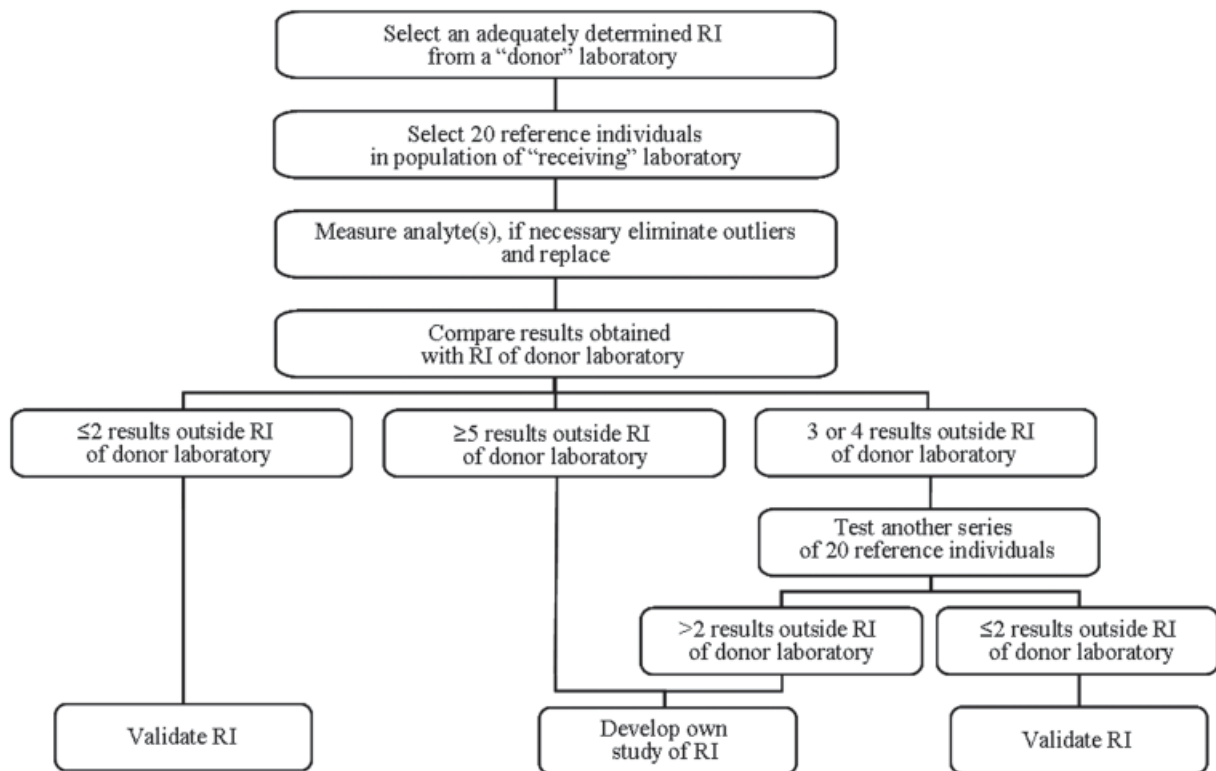 Select an adequately determined RI
from a “donor” laboratory
Select 20 reference individuals
in population of “receiving” laboratory
Measure analyte(s), if necessary eliminate outliers
and replace
Compare results obtained
with RI of donor laboratory
≤2 results outside RI
of donor laboratory
≥5 results outside RI
of donor laboratory
3 or 4 results outside RI
of donor laboratory
Test another series
of 20 reference individuals
>2 results outside RI
of donor laboratory
≤2 results outside RI
of donor laboratory
Validate RI
Develop own
study of RI
Validate RI